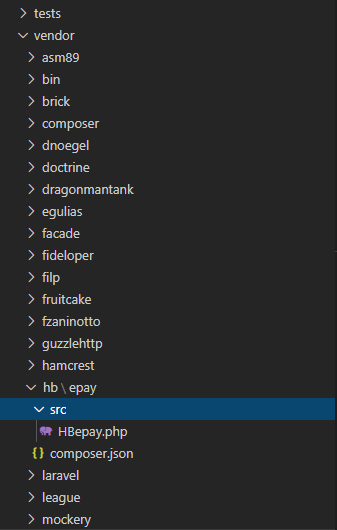 tests
vendor
asm89
bin
brick
composer
dnoegel
doctrine
dragonmantank
egulias
facade
fideloper
filp
fruitcake
fzaninotto
guzzlehttp
hamcrest
hb \ epay
src
HBepay.php
{} composer.json
laravel
league
mockery